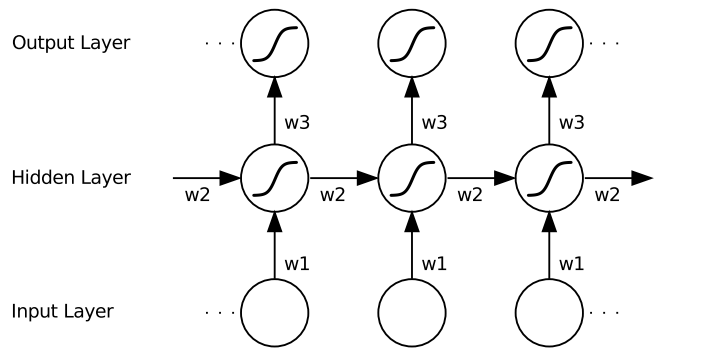 Output Layer
· · ·
· · ·
w3
w3
w3
Hidden Layer
w2
w2
w2
w2
w1
w1
w1
Input Layer
· · ·
· · ·